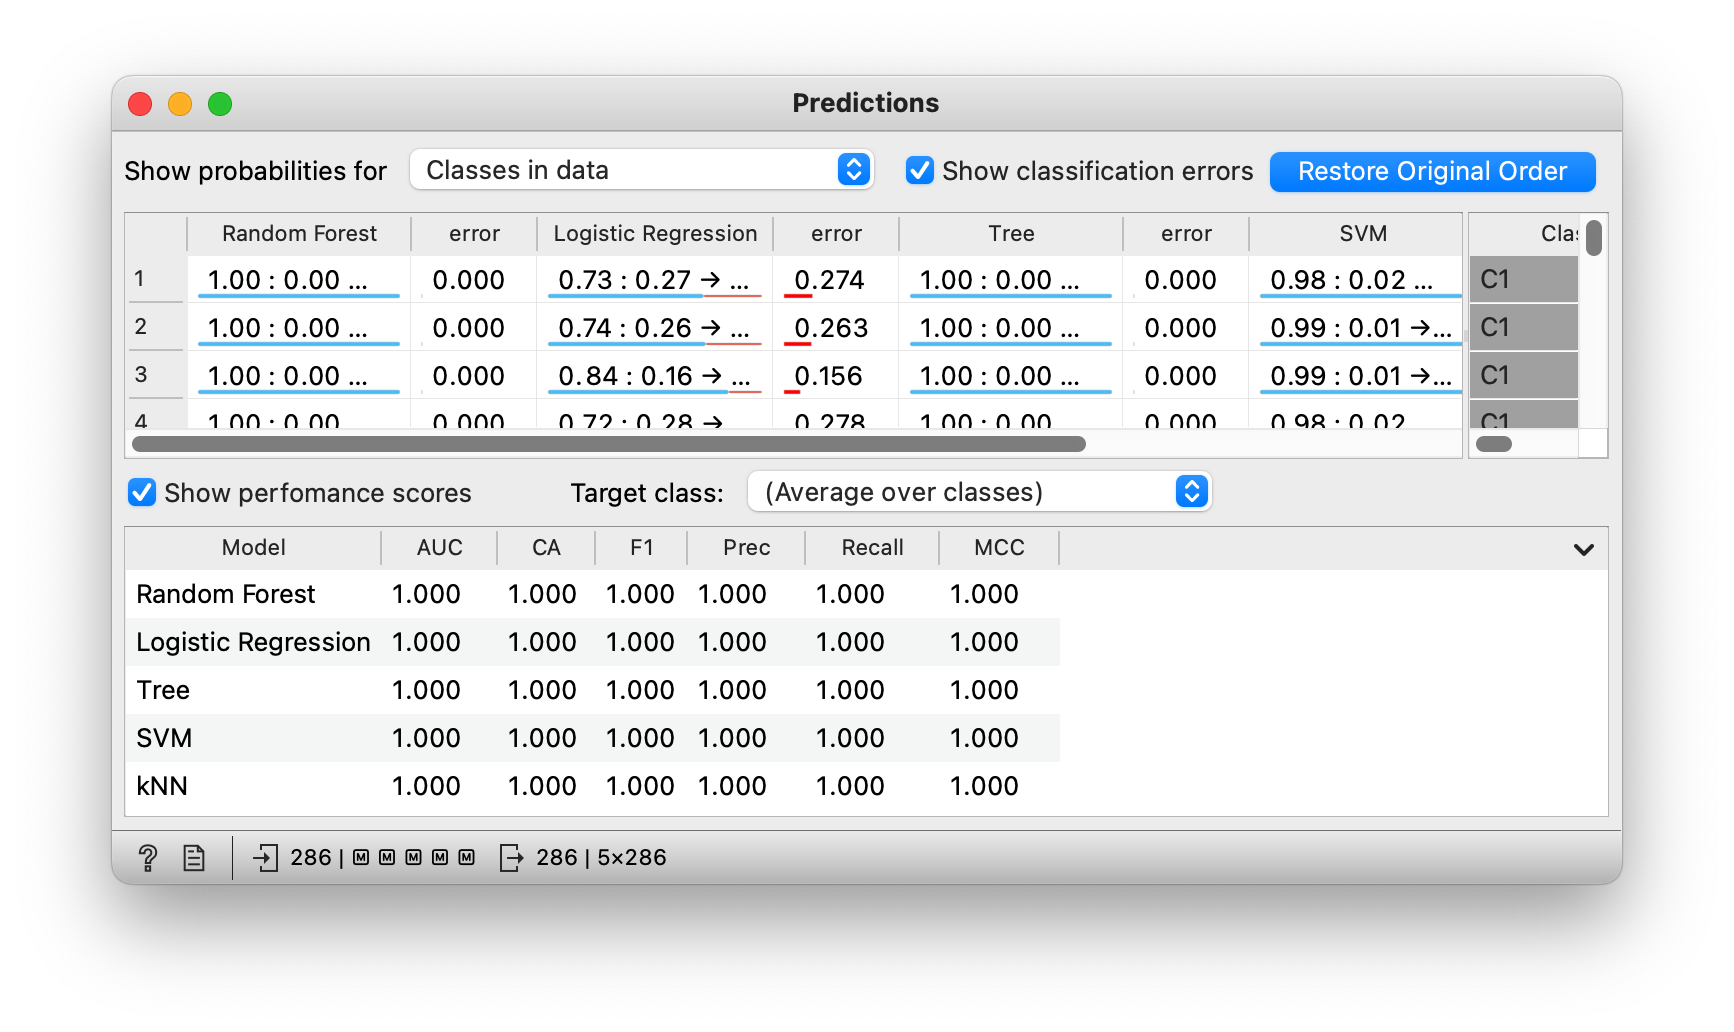 Predictions
Show probabilities for Classes in data Show classification errors Restore Original Order
Random Forest error Logistic Regression error Tree error SVM Clas
1 1.00 : 0.00 ... 0.000 0.73 : 0.27 → ... 0.274 1.00 : 0.00 ... 0.000 0.98 : 0.02 ... C1
2 1.00 : 0.00 ... 0.000 0.74 : 0.26 → ... 0.263 1.00 : 0.00 ... 0.000 0.99 : 0.01 →... C1
3 1.00 : 0.00 ... 0.000 0.84 : 0.16 → ... 0.156 1.00 : 0.00 ... 0.000 0.99 : 0.01 →... C1
4 1.00 : 0.00 0.000 0.72 : 0.28 → 0.278 1.00 : 0.00 0.000 0.98 : 0.02 C1
Show perfomance scores Target class: (Average over classes)
Model AUC CA F1 Prec Recall MCC
Random Forest 1.000 1.000 1.000 1.000 1.000 1.000
Logistic Regression 1.000 1.000 1.000 1.000 1.000 1.000
Tree 1.000 1.000 1.000 1.000 1.000 1.000
SVM 1.000 1.000 1.000 1.000 1.000 1.000
kNN 1.000 1.000 1.000 1.000 1.000 1.000
? 286 | M M M M M 286 | 5×286